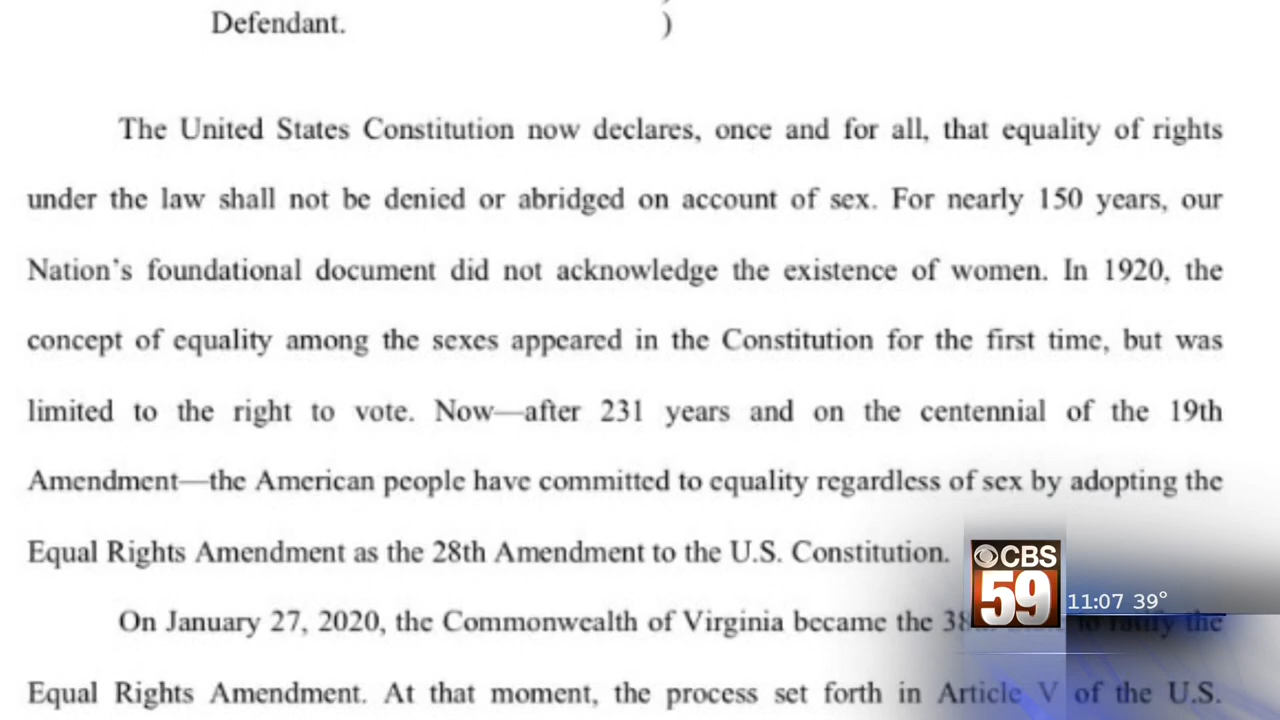 Defendant. )
The United States Constitution now declares, once and for all, that equality of rights
under the law shall not be denied or abridged on account of sex. For nearly 150 years, our
Nation's foundational document did not acknowledge the existence of women. In 1920, the
concept of equality among the sexes appeared in the Constitution for the first time, but was
limited to the right to vote. Now—after 231 years and on the centennial of the 19th
Amendment—the American people have committed to equality regardless of sex by adopting the
Equal Rights Amendment as the 28th Amendment to the U.S. Constitution.
On January 27, 2020, the Commonwealth of Virginia became the to ratify the
Equal Rights Amendment. At that moment, the process set forth in Article V of the U.S.
CBS
59
11:07 39°